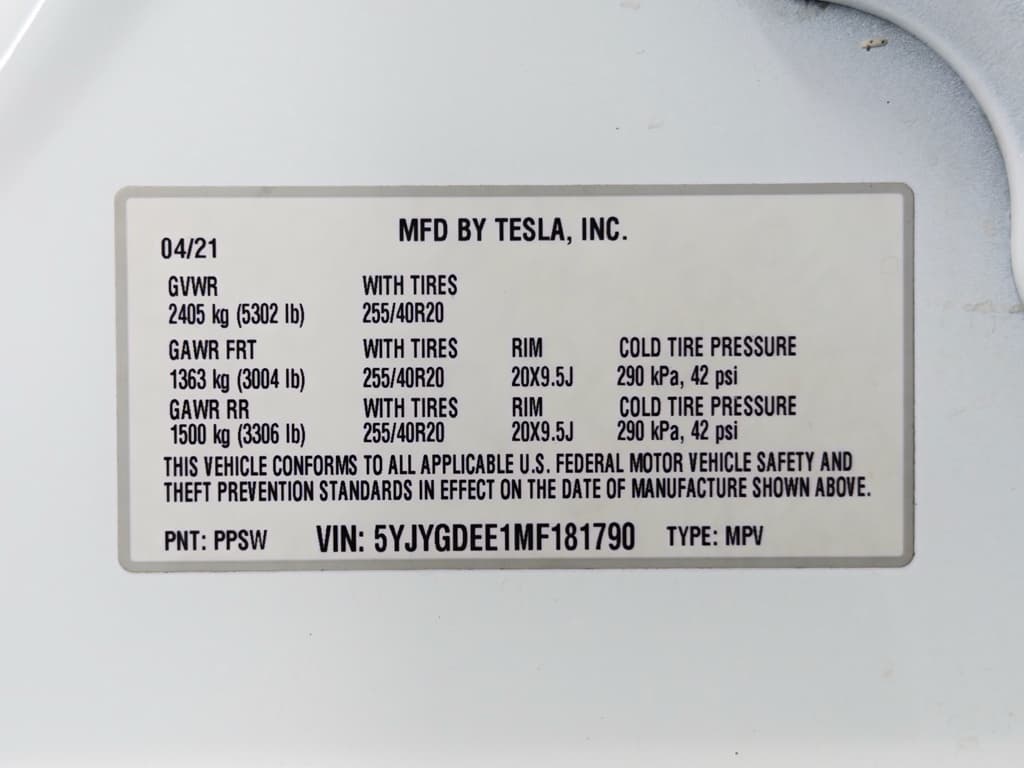 MFD BY TESLA, INC.
04/21
GVWR WITH TIRES
2405 kg (5302 lb) 255/40R20
GAWR FRT WITH TIRES RIM COLD TIRE PRESSURE
1363 kg (3004 lb) 255/40R20 20X9.5J 290 kPa, 42 psi
GAWR RR WITH TIRES RIM COLD TIRE PRESSURE
1500 kg (3306 lb) 255/40R20 20X9.5J 290 kPa, 42 psi
THIS VEHICLE CONFORMS TO ALL APPLICABLE U.S. FEDERAL MOTOR VEHICLE SAFETY AND
THEFT PREVENTION STANDARDS IN EFFECT ON THE DATE OF MANUFACTURE SHOWN ABOVE.
PNT: PPSW VIN: 5YJYGDEE1MF181790 TYPE: MPV